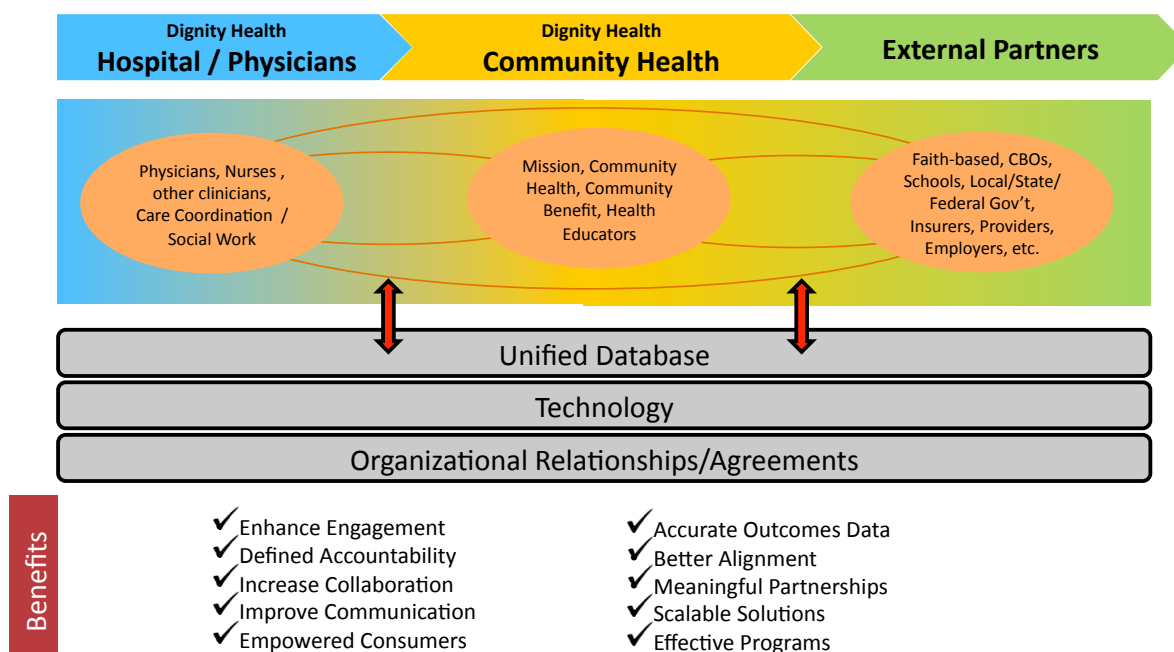 Dignity Health
Hospital / Physicians
Dignity Health
Community Health
External Partners
Physicians, Nurses ,
other clinicians,
Care Coordination /
Social Work
Mission, Community
Health, Community
Benefit, Health
Educators
Faith-based, CBOs,
Schools, Local/State/
Federal Gov’t,
Insurers, Providers,
Employers, etc.
Unified Database
Technology
Organizational Relationships/Agreements
Benefits
✓Enhance Engagement
✓Defined Accountability
✓Increase Collaboration
✓Improve Communication
✓Empowered Consumers
✓Accurate Outcomes Data
✓Better Alignment
✓Meaningful Partnerships
✓Scalable Solutions
✓Effective Programs